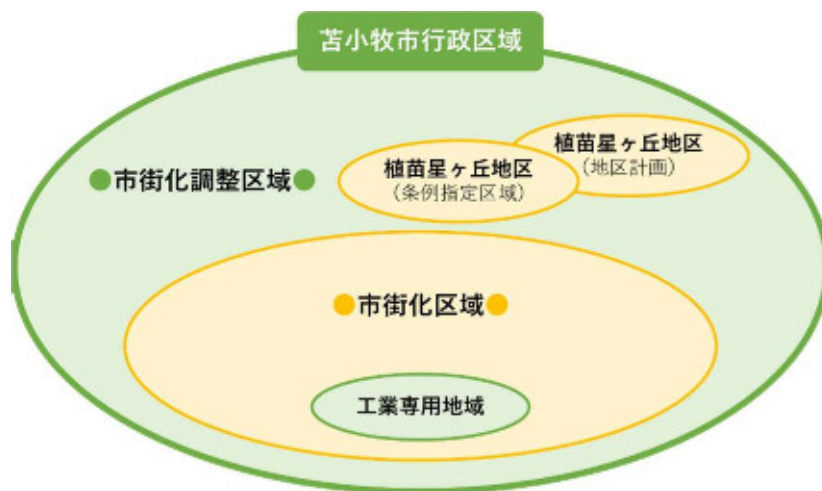 苫小牧市行政区域
植苗星ヶ丘地区
（地区計画）
植苗星ヶ丘地区
（条例指定区域）
●市街化調整区域●
●市街化区域●
工業専用地域